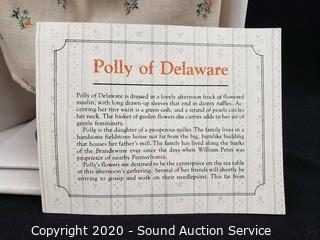 Polly of Delaware
Polly of Delaware is dressed in a lovely afternoon frock of flowered
muslin, with long drawn-up sleeves that end in dainty ruffles. Ac-
centing her tiny waist is a green sash, and a strand of pearls circles
her neck. The basket of garden flowers she carries adds to her air of
gentle femininity.
Polly is the daughter of a prosperous miller. The family lives in a
handsome fieldstone house not far from the big, barnlike building
that houses her father's mill. The family has lived along the banks
of the Brandywine ever since the days when William Penn was
proprietor of nearby Pennsylvania.
Polly's flowers are destined to be the centerpiece on the tea table
at this afternoon's gathering. Several of her friends will shortly be
arriving to gossip and work on their needlepoint. This far from
Copyright 2020 - Sound Auction Service